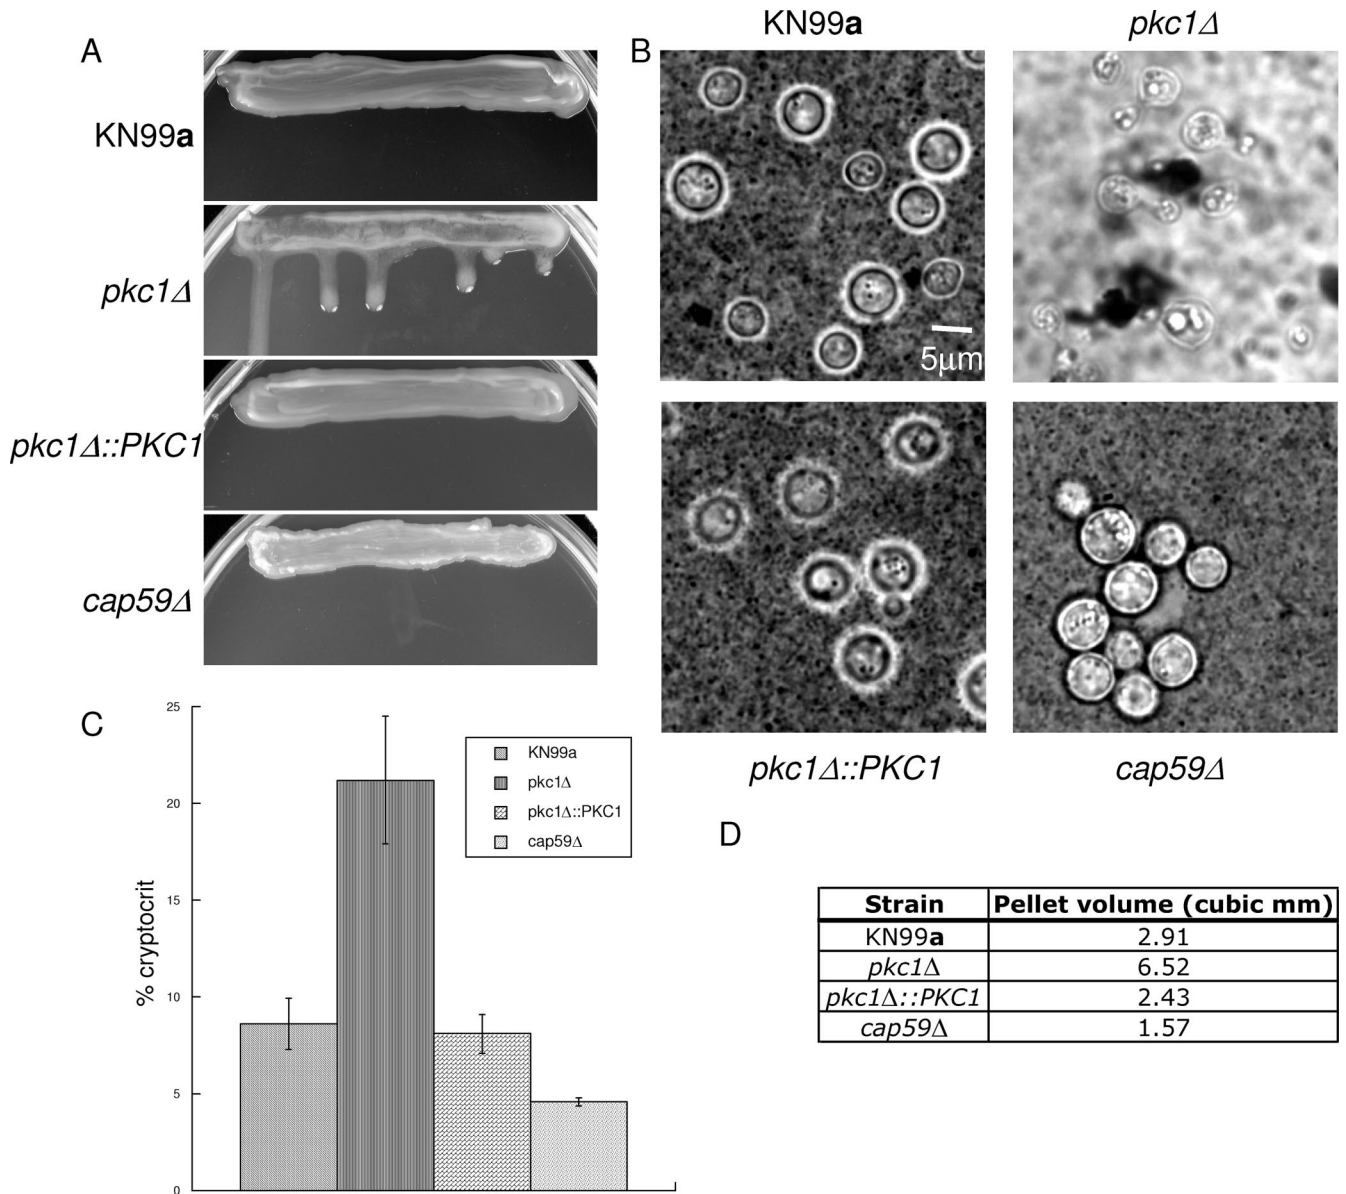 A
KN99a
pkc1Δ
pkc1Δ::PKC1
cap59Δ
B
KN99a
pkc1Δ
5μm
pkc1Δ::PKC1
cap59Δ
C
25
20
15
10
5
0
% cryptocrit
KN99a
pkc1Δ
pkc1Δ::PKC1
cap59Δ
D
Strain Pellet volume (cubic mm)
KN99a 2.91
pkc1Δ 6.52
pkc1Δ::PKC1 2.43
cap59Δ 1.57